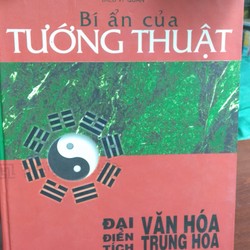 Bí ẩn của
TƯỚNG THUẬT
ĐẠI
ĐIỂN
TÍCH
VĂN HÓA
TRUNG HOA